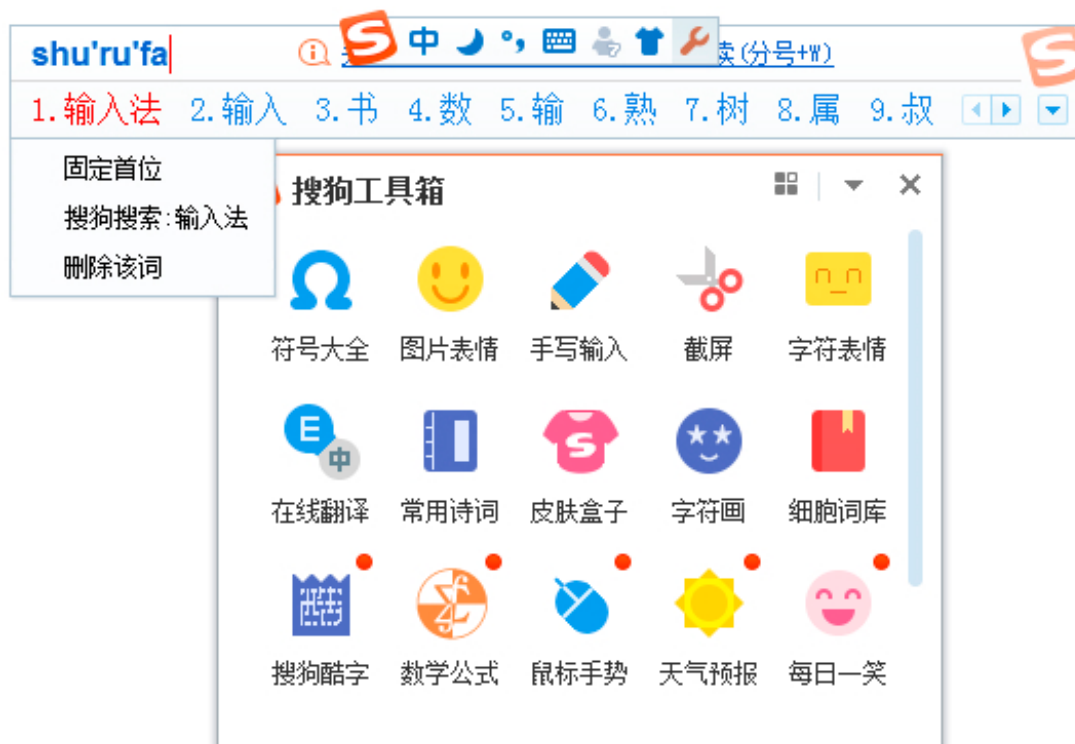 shu'ru'fa
中
读(分号+W)
1.输入法 2.输入 3.书 4.数 5.输 6.熟 7.树 8.属 9.叔
固定首位
搜狗搜索:输入法
删除该词
搜狗工具箱
符号大全 图片表情 手写输入 截屏 字符表情
E 中 S
在线翻译 常用诗词 皮肤盒子 字符画 细胞词库
搜狗酷字 数学公式 鼠标手势 天气预报 每日一笑